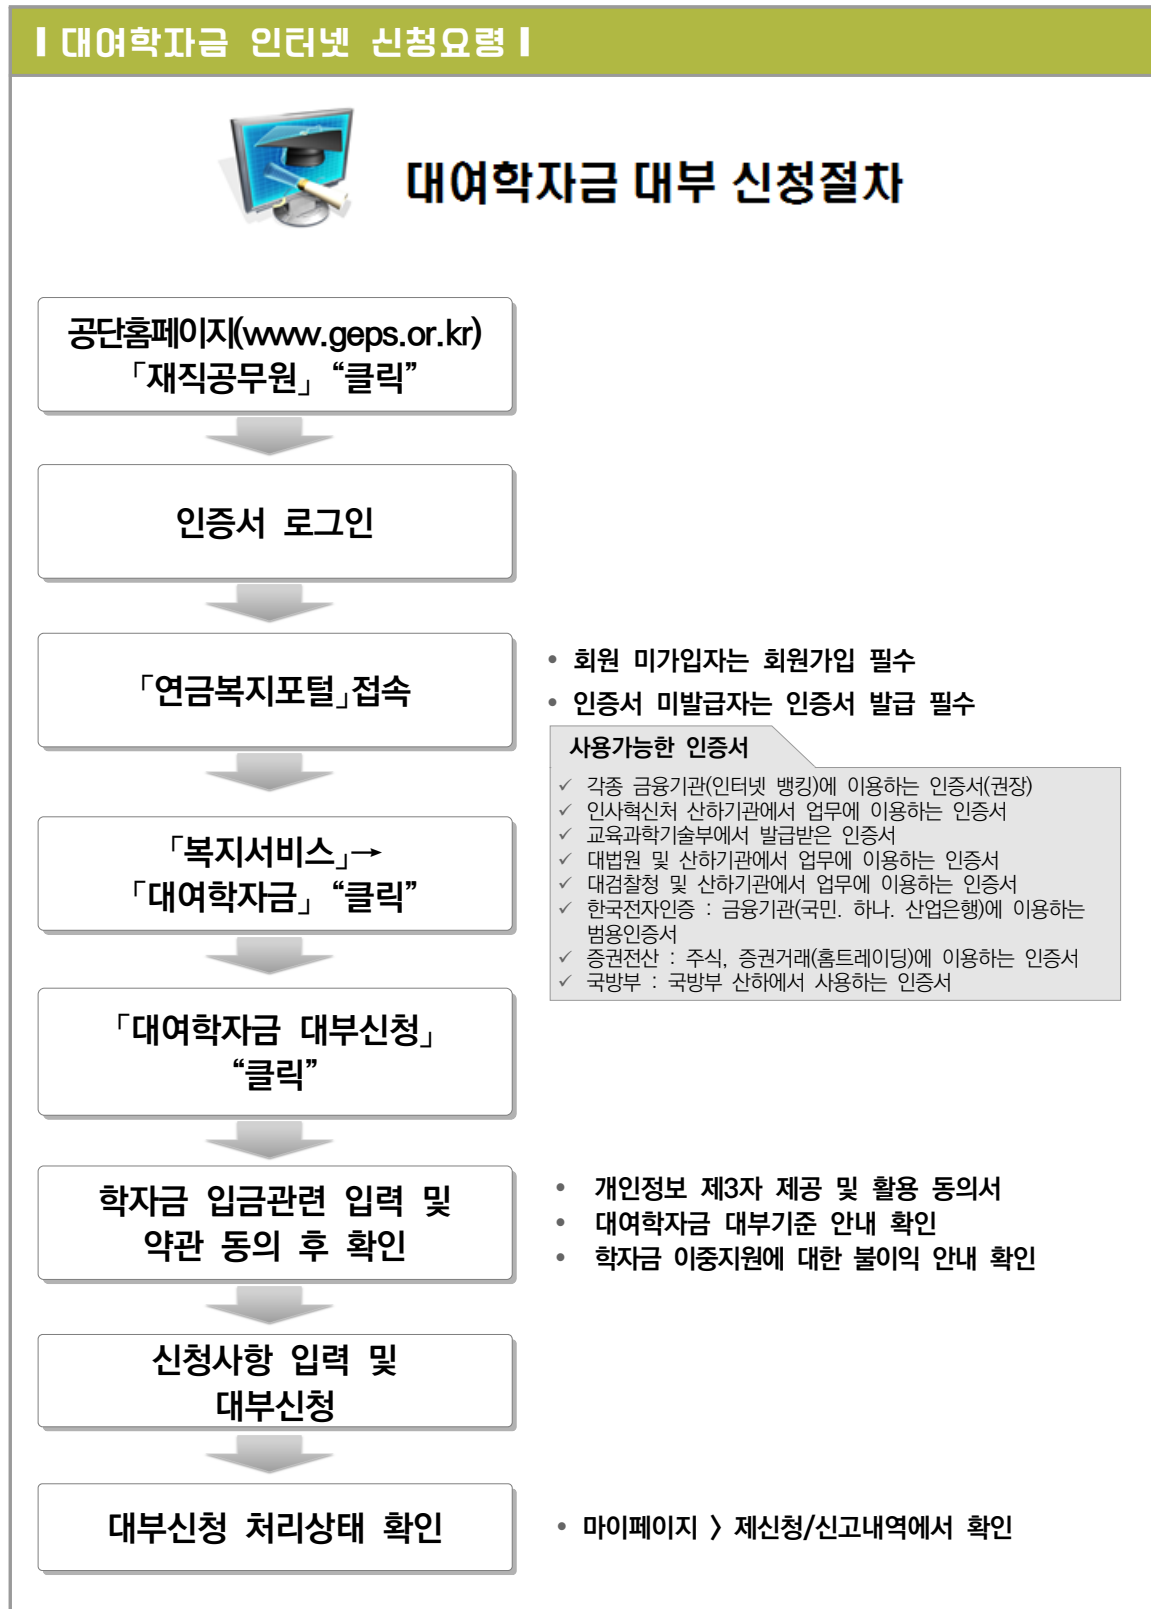 대여학자금 인터넷 신청요령
대여학자금 대부 신청절차
공단홈페이지(www.geps.or.kr)
「재직공무원」 “클릭”
인증서 로그인
「연금복지포털」접속
• 회원 미가입자는 회원가입 필수
• 인증서 미발급자는 인증서 발급 필수
사용가능한 인증서
✓ 각종 금융기관(인터넷 뱅킹)에 이용하는 인증서(권장)
✓ 인사혁신처 산하기관에서 업무에 이용하는 인증서
✓ 교육과학기술부에서 발급받은 인증서
✓ 대법원 및 산하기관에서 업무에 이용하는 인증서
✓ 대검찰청 및 산하기관에서 업무에 이용하는 인증서
✓ 한국전자인증 : 금융기관(국민. 하나. 산업은행)에 이용하는
범용인증서
✓ 증권전산 : 주식, 증권거래(홈트레이딩)에 이용하는 인증서
✓ 국방부 : 국방부 산하에서 사용하는 인증서
「복지서비스」→
「대여학자금」 “클릭”
「대여학자금 대부신청」
“클릭”
학자금 입금관련 입력 및
약관 동의 후 확인
• 개인정보 제3자 제공 및 활용 동의서
• 대여학자금 대부기준 안내 확인
• 학자금 이중지원에 대한 불이익 안내 확인
신청사항 입력 및
대부신청
대부신청 처리상태 확인
• 마이페이지 > 제신청/신고내역에서 확인